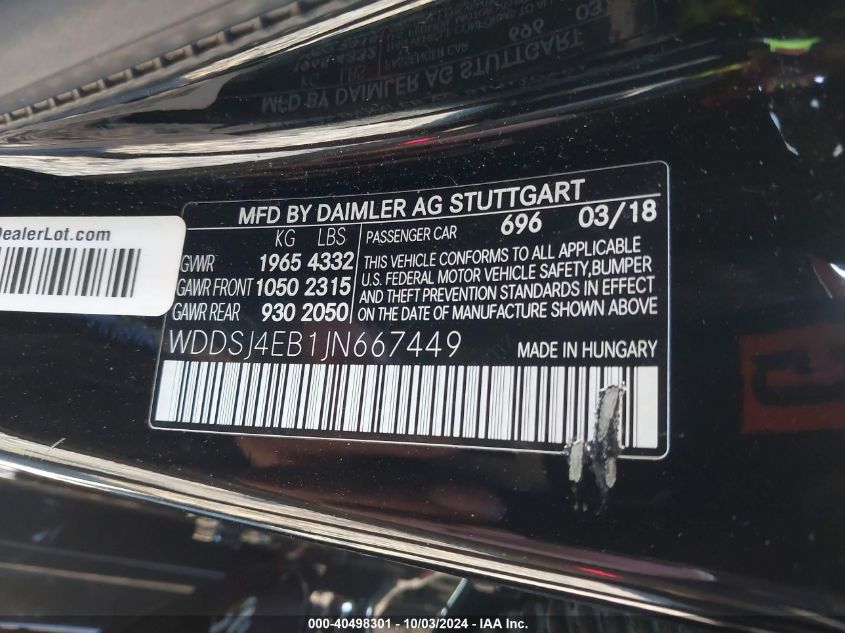 MFD BY DAIMLER AG STUTTGART
KG LBS
GVWR 1965 4332
GAWR FRONT 1050 2315
GAWR REAR 930 2050
PASSENGER CAR 696 03/18
THIS VEHICLE CONFORMS TO ALL APPLICABLE
U.S. FEDERAL MOTOR VEHICLE SAFETY,BUMPER
AND THEFT PREVENTION STANDARDS IN EFFECT
ON DATE OF MANUFACTURE SHOWN ABOVE
WDDSJ4EB1JN667449 MADE IN HUNGARY
DealerLot.com
000-40498301 - 10/03/2024 - IAA Inc.